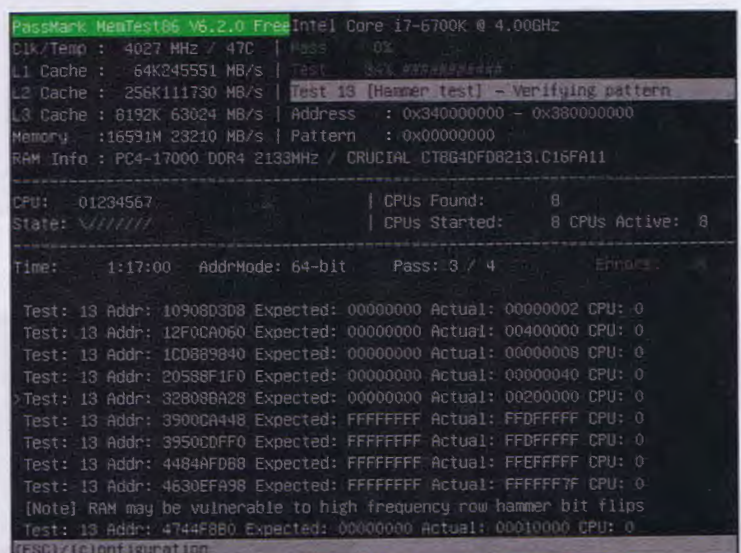 PassMark MemTest86 V6.2.0 Free Intel Core i7-6700K @ 4.00GHz
Clk/Temp : 4027 MHz / 47C | Pass 0%
L1 Cache : 64K 245551 MB/s | Test 94% ###########
L2 Cache : 256K 111730 MB/s | Test 13 [Hammer test] - Verifying pattern
L3 Cache : 8192K 63024 MB/s | Address : 0x340000000 - 0x380000000
Memory :16591M 23210 MB/s | Pattern : 0x00000000
RAM Info : PC4-17000 DDR4 2133MHz / CRUCIAL CT8G4DFD8213.C16FA11
CPU: 01234567 | CPUs Found: 8
State: \/////// | CPUs Started: 8 CPUs Active: 8
Time: 1:17:00 AddrMode: 64-bit Pass: 3 / 4 Errors:
Test: 13 Addr: 10908D3D8 Expected: 00000000 Actual: 00000002 CPU: 0
Test: 13 Addr: 12F0CA060 Expected: 00000000 Actual: 00400000 CPU: 0
Test: 13 Addr: 1CD889840 Expected: 00000000 Actual: 00000008 CPU: 0
Test: 13 Addr: 20588F1F0 Expected: 00000000 Actual: 00000040 CPU: 0
>Test: 13 Addr: 32808BA28 Expected: 00000000 Actual: 00200000 CPU: 0
Test: 13 Addr: 3900CA448 Expected: FFFFFFFF Actual: FFDFFFFF CPU: 0
Test: 13 Addr: 3950CDFF0 Expected: FFFFFFFF Actual: FFDFFFFF CPU: 0
Test: 13 Addr: 4484AFDB8 Expected: FFFFFFFF Actual: FFEFFFFF CPU: 0
Test: 13 Addr: 4630EFA98 Expected: FFFFFFFF Actual: FFFFFF7F CPU: 0
[Note] RAM may be vulnerable to high frequency row hammer bit flips
Test: 13 Addr: 4744F8BB0 Expected: 00000000 Actual: 00010000 CPU: 0
(ESC)/(c)onfiguration